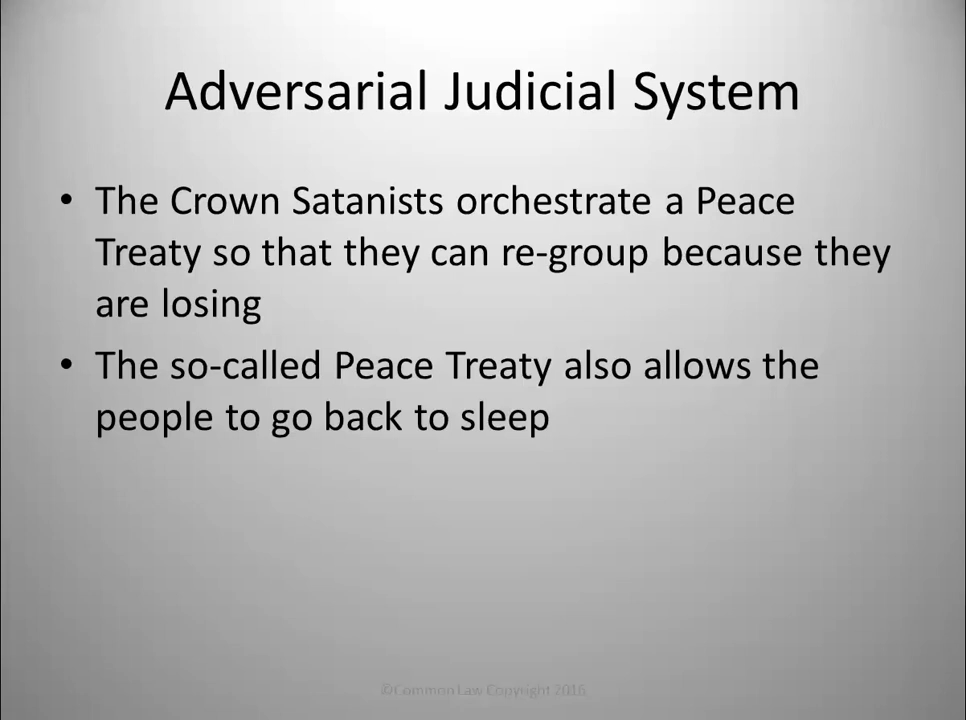 Adversarial Judicial System
• The Crown Satanists orchestrate a Peace
Treaty so that they can re-group because they
are losing
• The so-called Peace Treaty also allows the
people to go back to sleep
©Common Law Copyright 2016